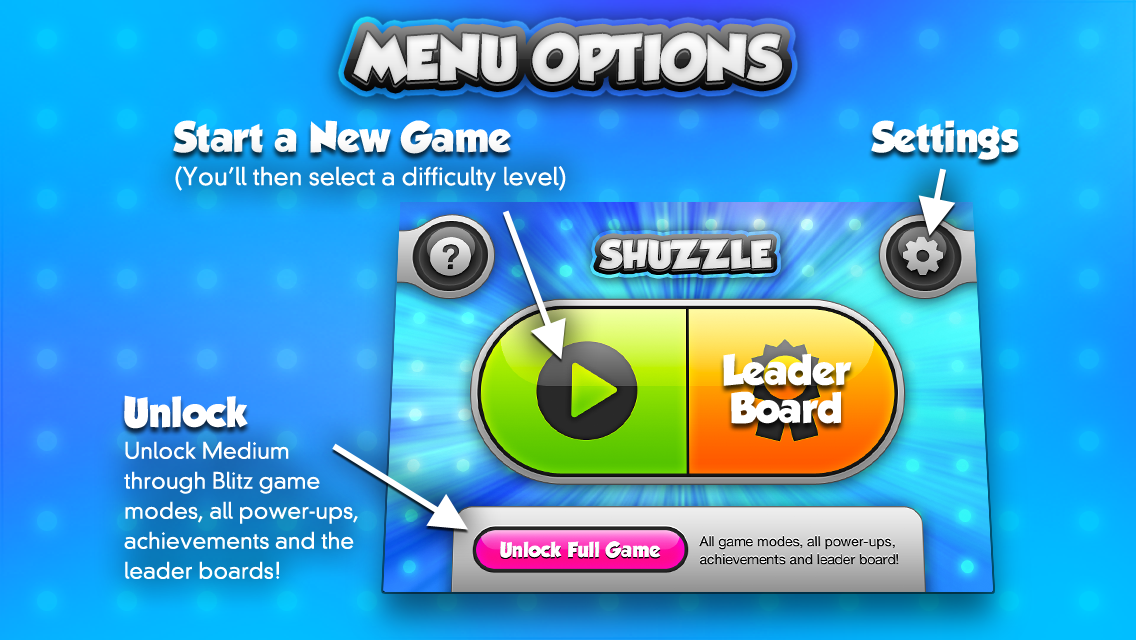 MENU OPTIONS
Start a New Game
(You'll then select a difficulty level)
Settings
?
SHUZZLE
Leader
Board
Unlock
Unlock Medium
through Blitz game
modes, all power-ups,
achievements and the
leader boards!
Unlock Full Game
All game modes, all power-ups,
achievements and leader board!